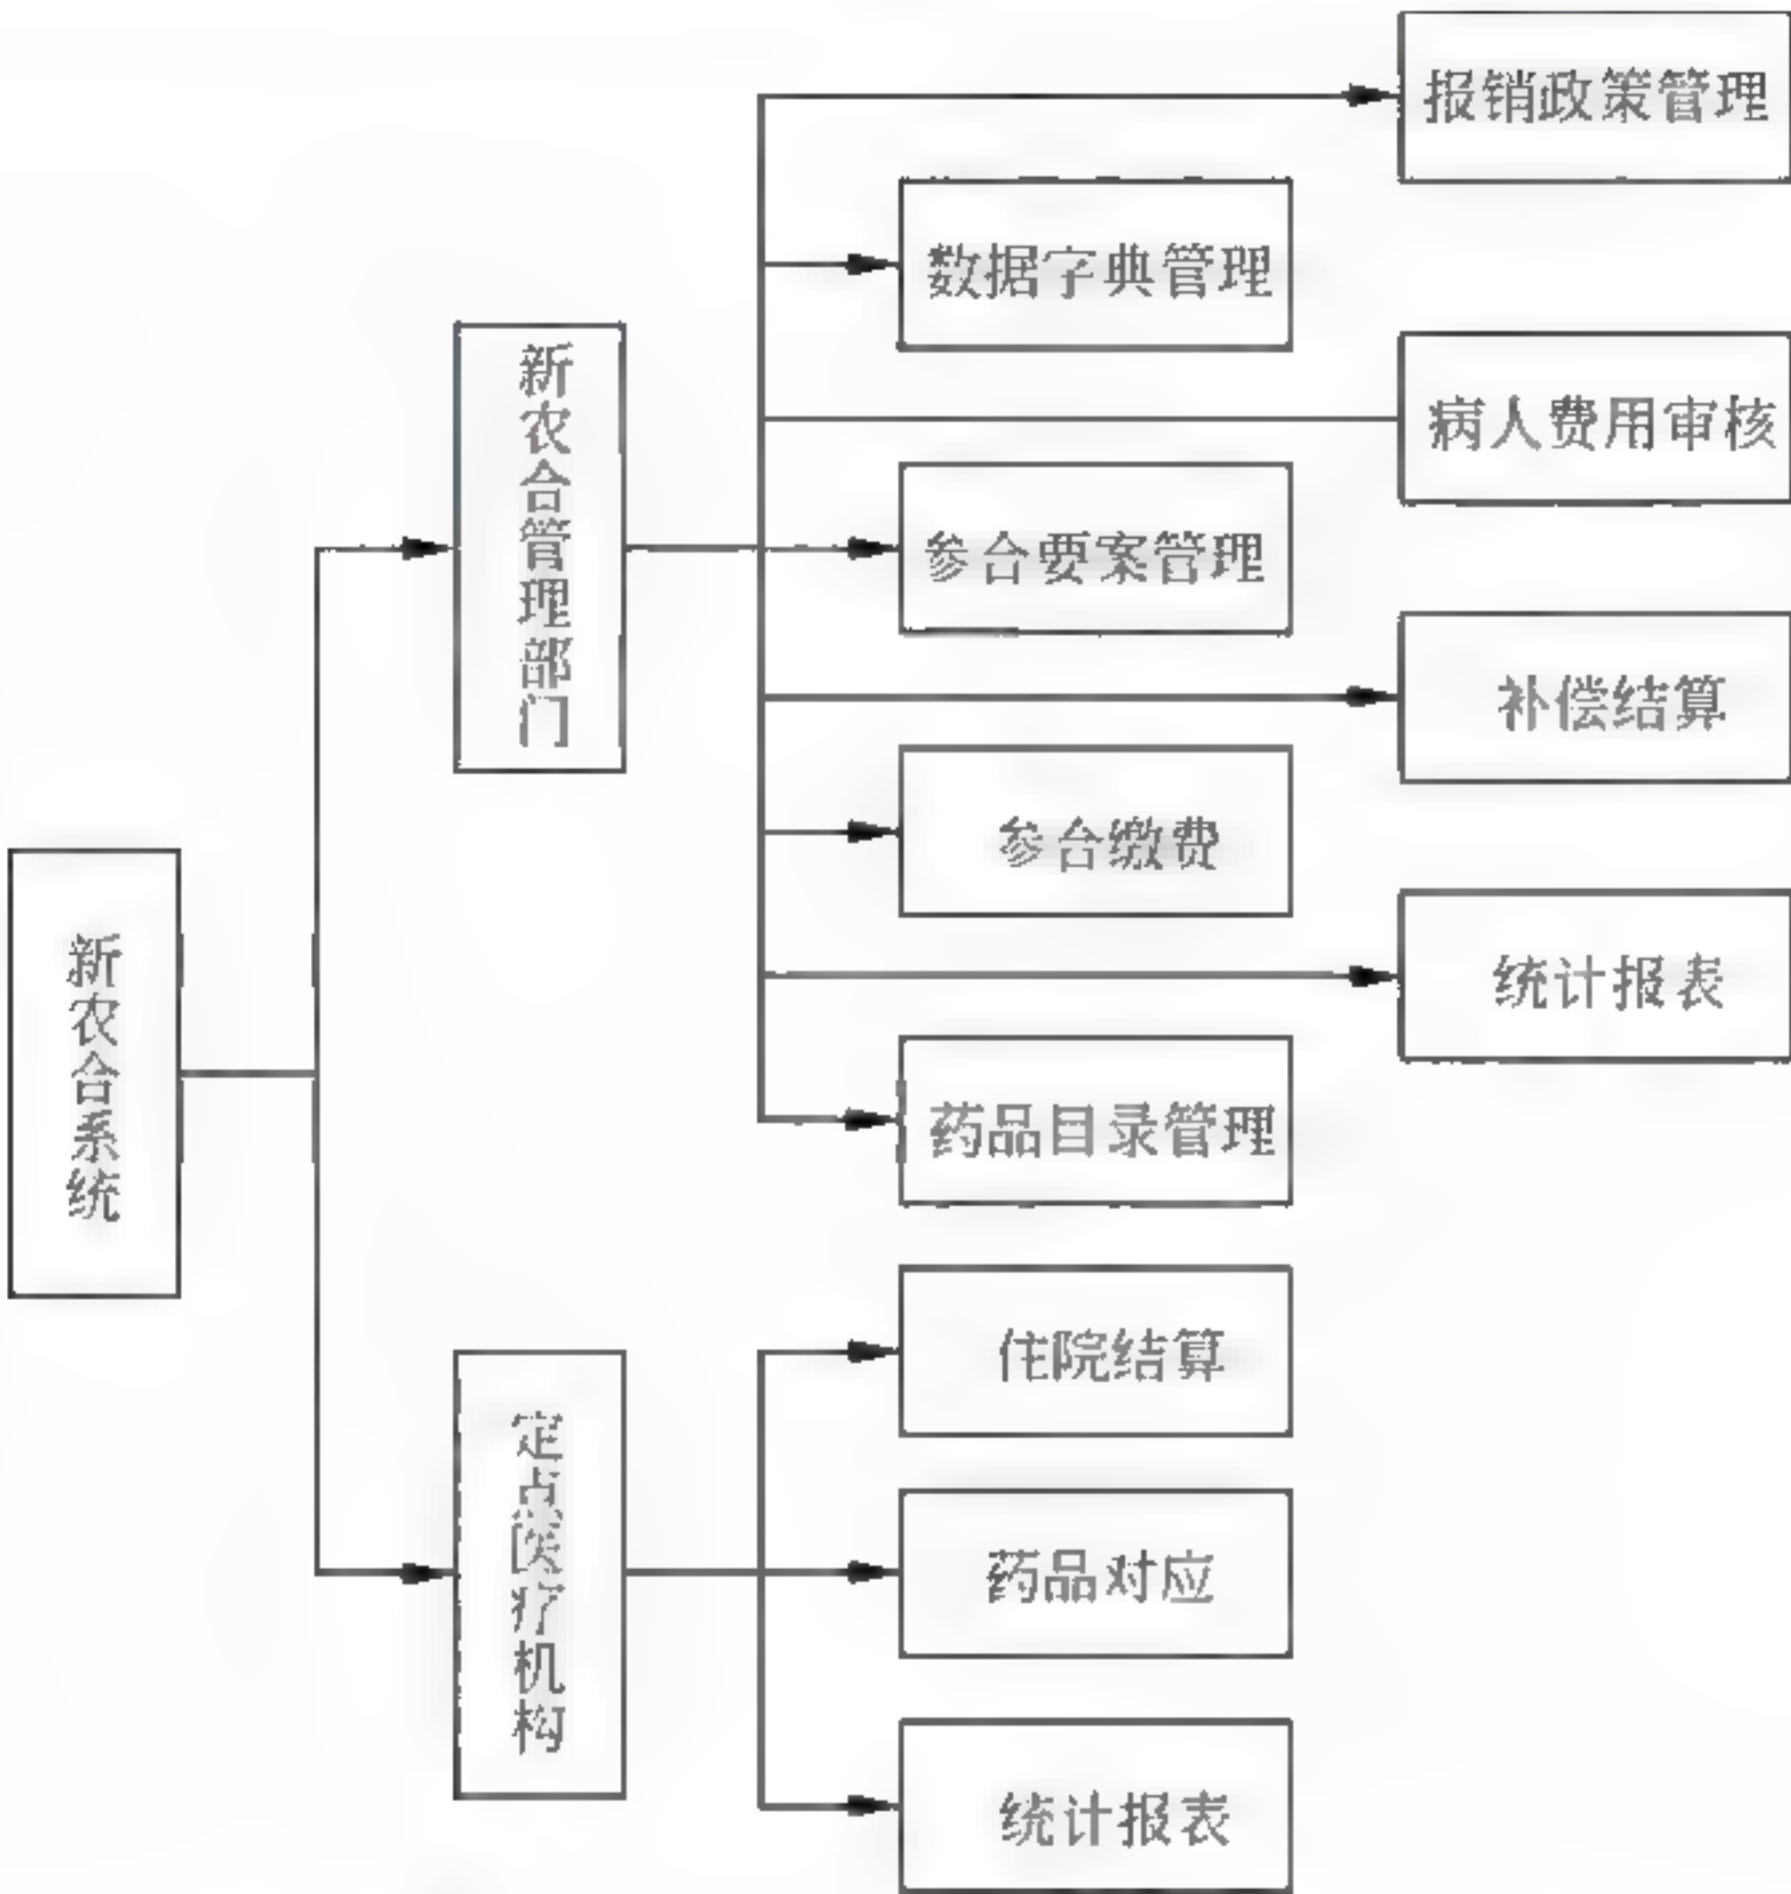 报销政策管理
数据字典管理
病人费用审核
参合要案管理
补偿结算
参合缴费
统计报表
药品目录管理
新农合管理部门
新农合系统
定点医疗机构
住院结算
药品对应
统计报表